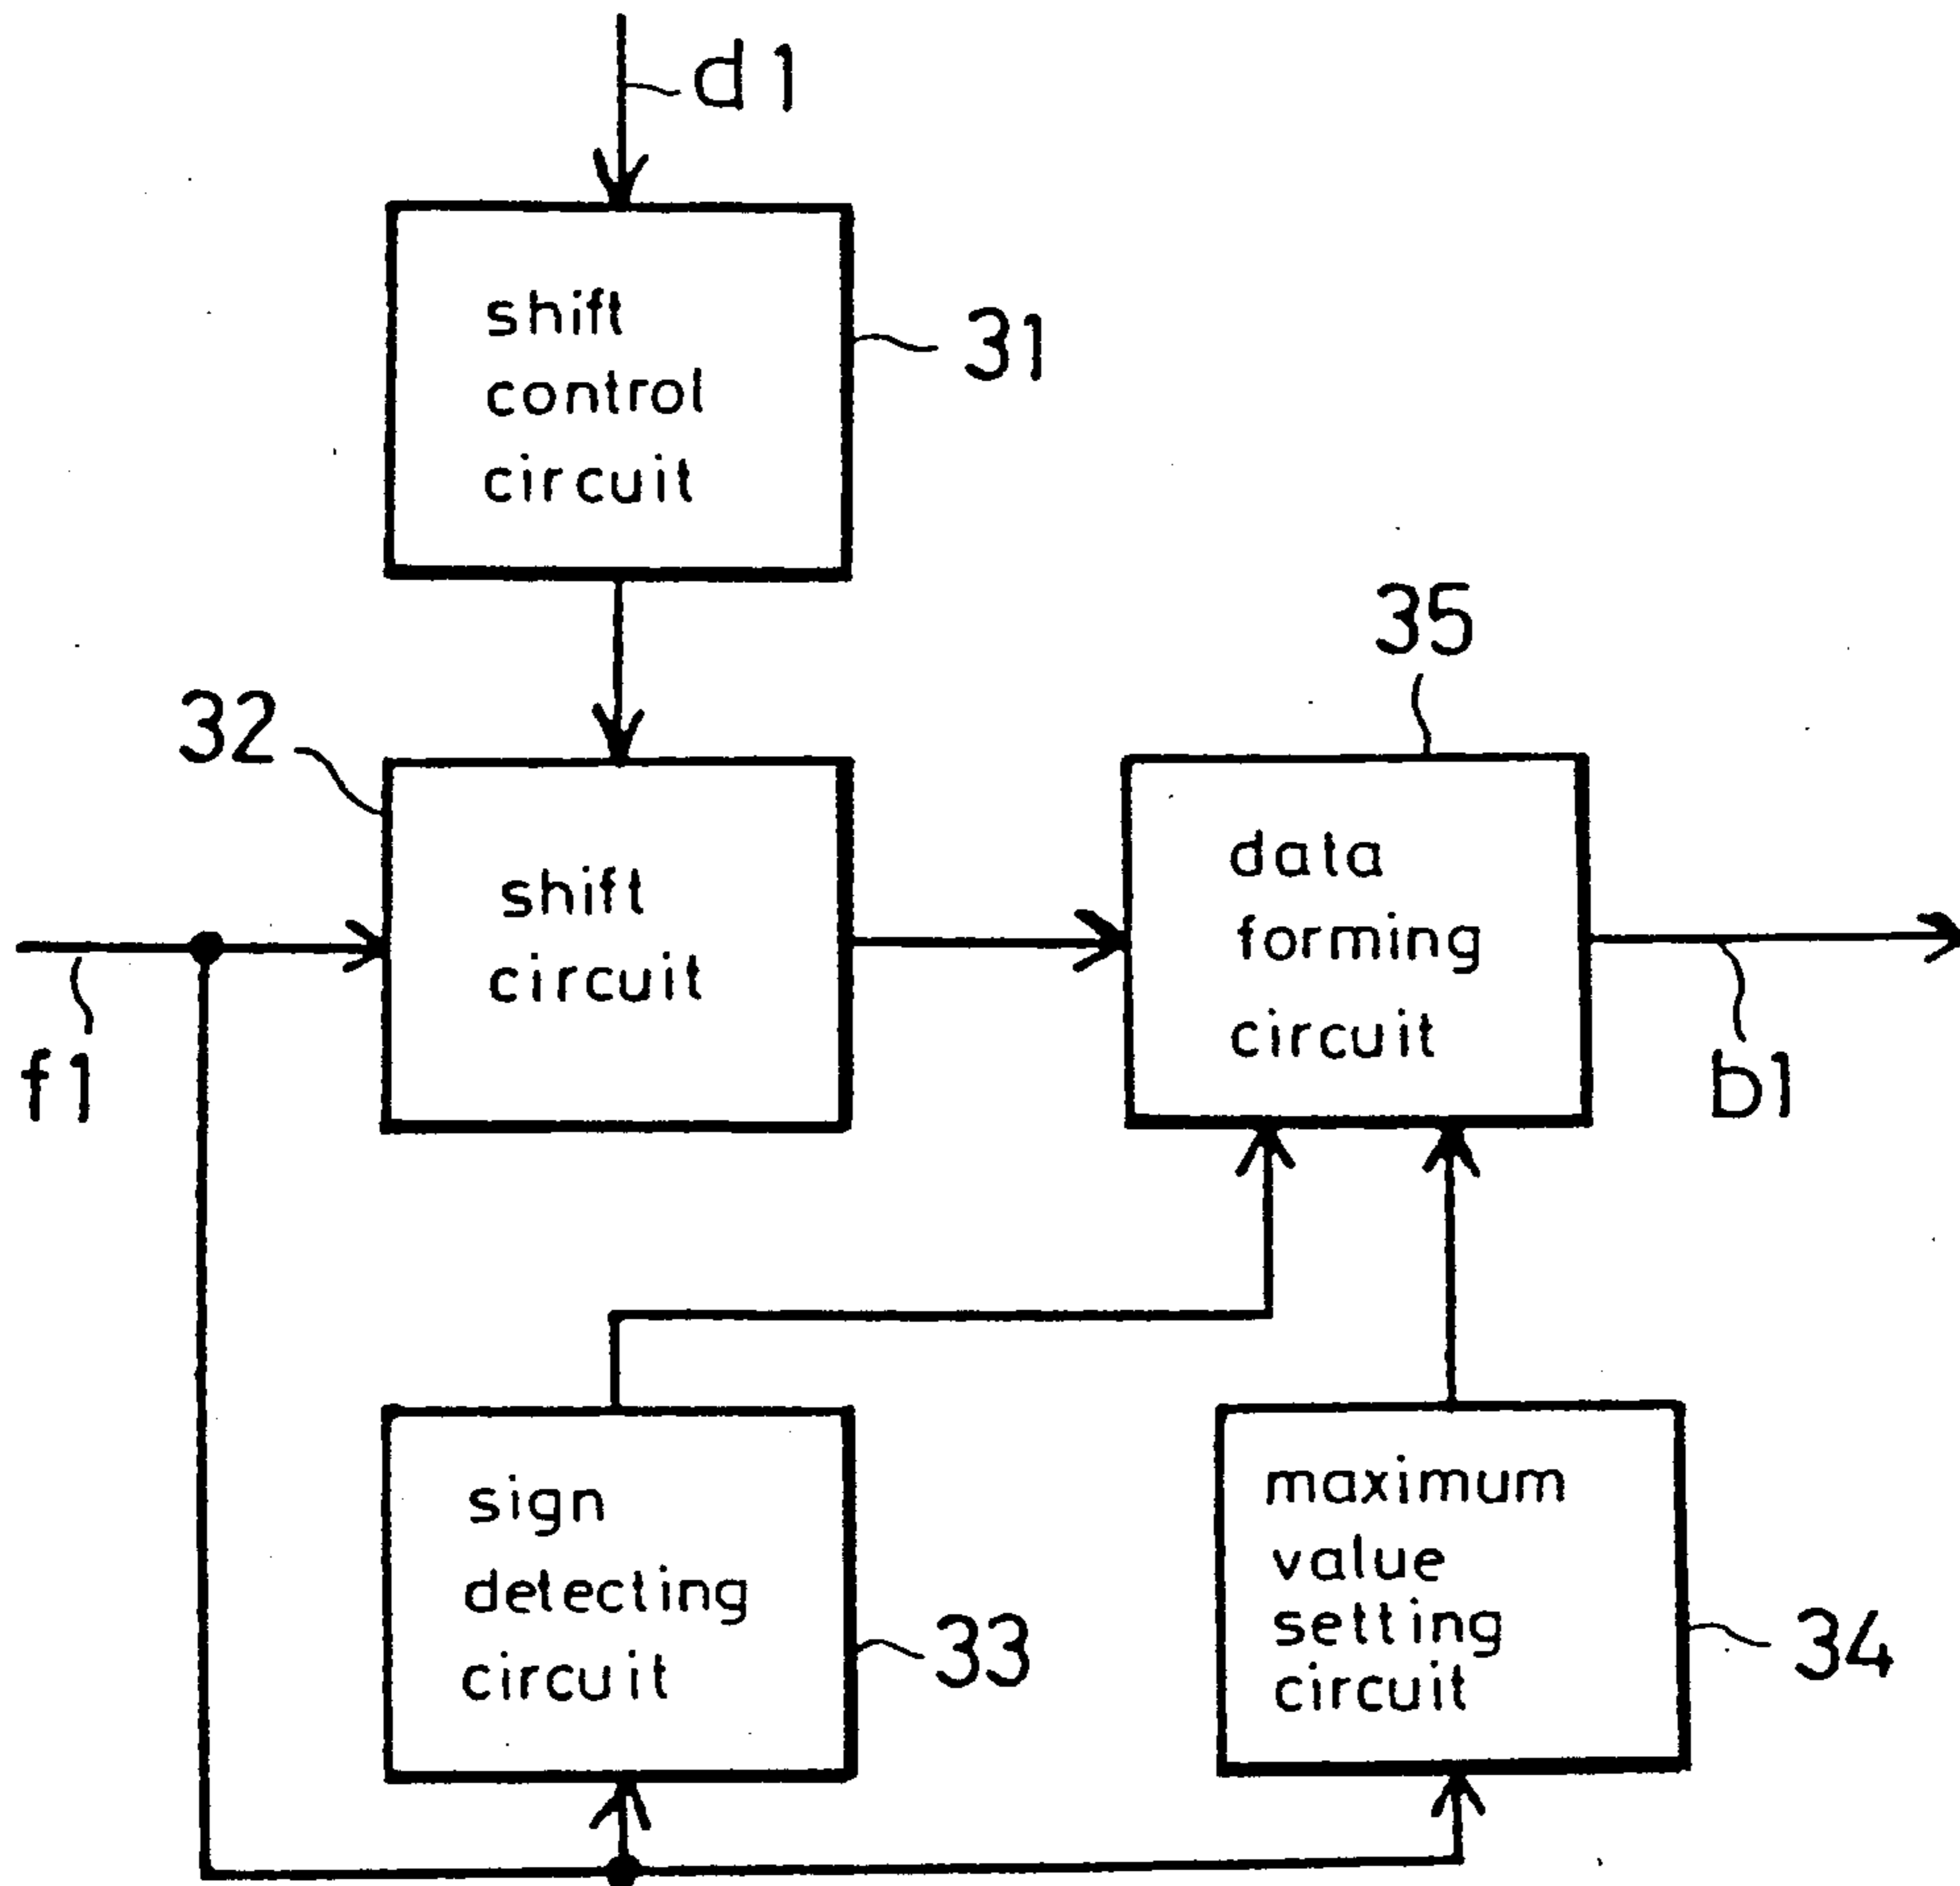 d1
shift
control
circuit
31
32
shift
circuit
35
data
forming
circuit
f1
b1
sign
detecting
circuit
33
maximum
value
setting
circuit
34